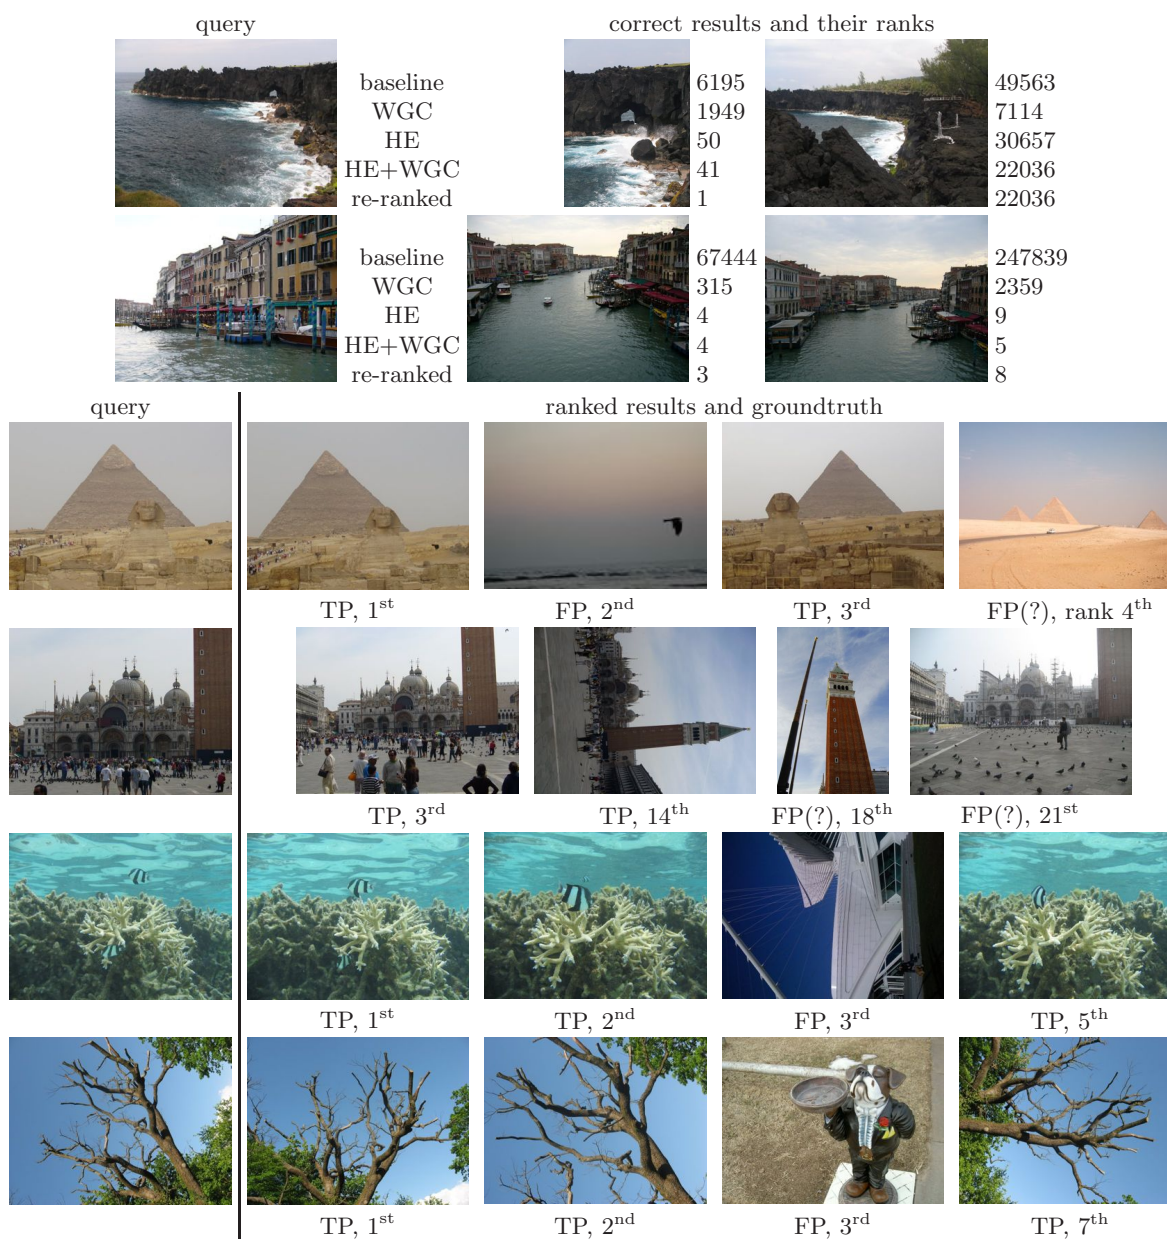 query correct results and their ranks
baseline 6195 49563
WGC 1949 7114
HE 50 30657
HE+WGC 41 22036
re-ranked 1 22036
baseline 67444 247839
WGC 315 2359
HE 4 9
HE+WGC 4 5
re-ranked 3 8
query ranked results and groundtruth
TP, 1st FP, 2nd TP, 3rd FP(?), rank 4th
TP, 3rd TP, 14th FP(?), 18th FP(?), 21st
TP, 1st TP, 2nd FP, 3rd TP, 5th
TP, 1st TP, 2nd FP, 3rd TP, 7th